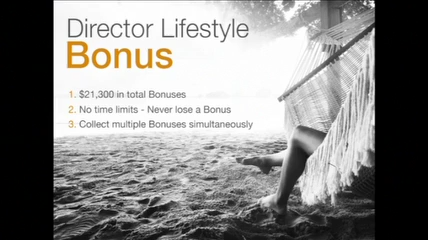 Director Lifestyle
Bonus
1. $21,300 in total Bonuses
2. No time limits - Never lose a Bonus
3. Collect multiple Bonuses simultaneously